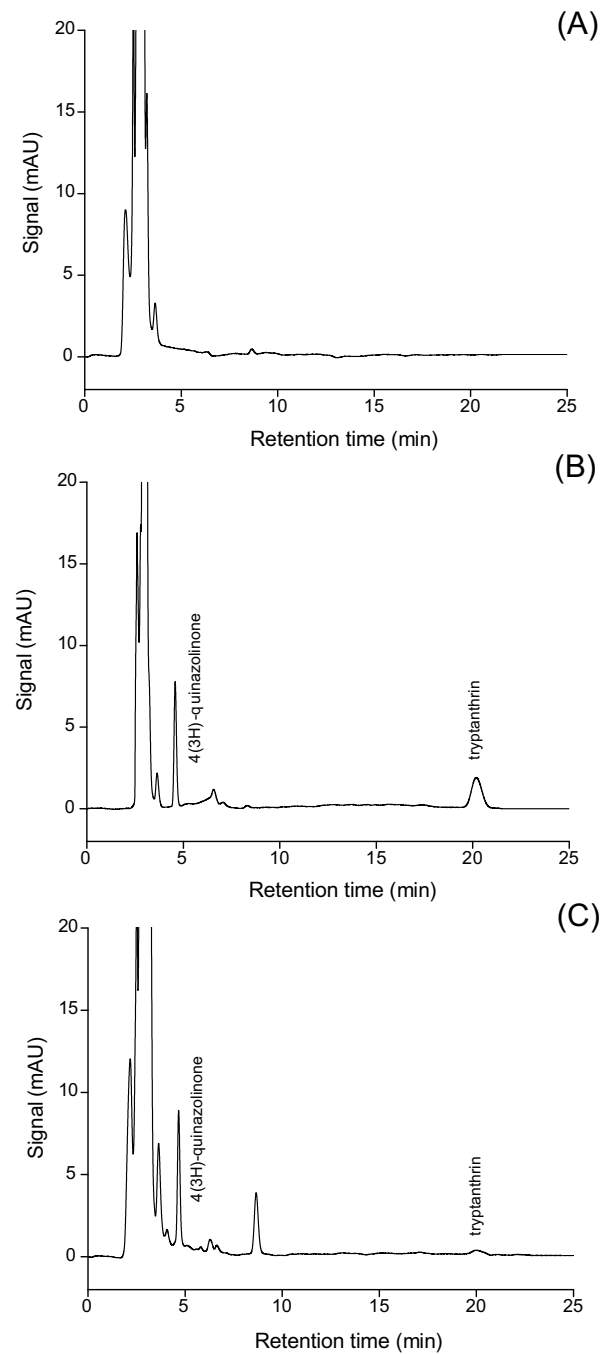 (A)
20
15
10
5
0
Signal (mAU)
0 5 10 15 20 25
Retention time (min)
(B)
20
15
10
5
0
Signal (mAU)
4(3H)-quinazolinone
tryptanthrin
0 5 10 15 20 25
Retention time (min)
(C)
20
15
10
5
0
Signal (mAU)
4(3H)-quinazolinone
tryptanthrin
0 5 10 15 20 25
Retention time (min)